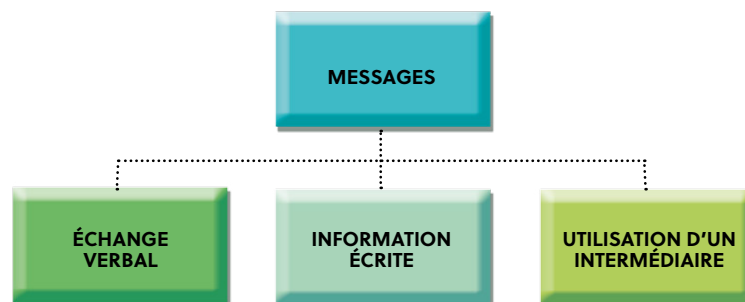 MESSAGES
ÉCHANGE
VERBAL
INFORMATION
ÉCRITE
UTILISATION D’UN
INTERMÉDIAIRE